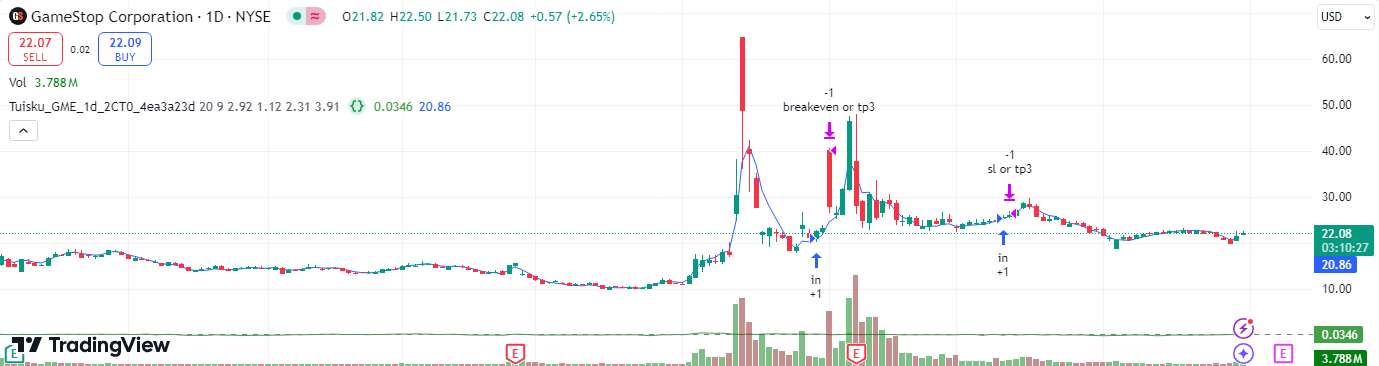 GameStop Corporation · 1D · NYSE ≈ O21.82 H22.50 L21.73 C22.08 +0.57 (+2.65%)
USD
22.07
SELL
0.02
22.09
BUY
Vol 3.788 M
Tuisku_GME_1d_2CT0_4ea3a23d 20 9 2.92 1.12 2.31 3.91 {} 0.0346 20.86
-1
breakeven or tp3
in
+1
-1
sl or tp3
in
+1
60.00
50.00
40.00
30.00
22.08
03:10:27
20.86
10.00
0.0346
3.788 M
E
E
E
E
TradingView